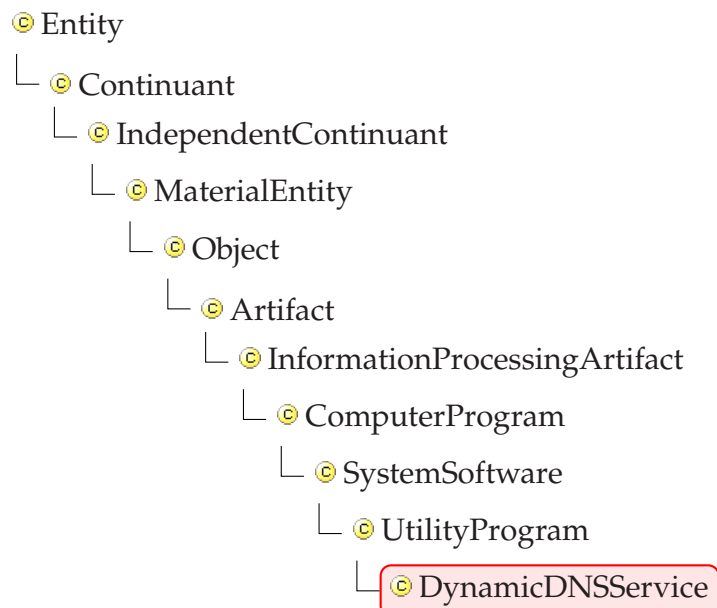 Entity
Continuant
IndependentContinuant
MaterialEntity
Object
Artifact
InformationProcessingArtifact
ComputerProgram
SystemSoftware
UtilityProgram
DynamicDNSService